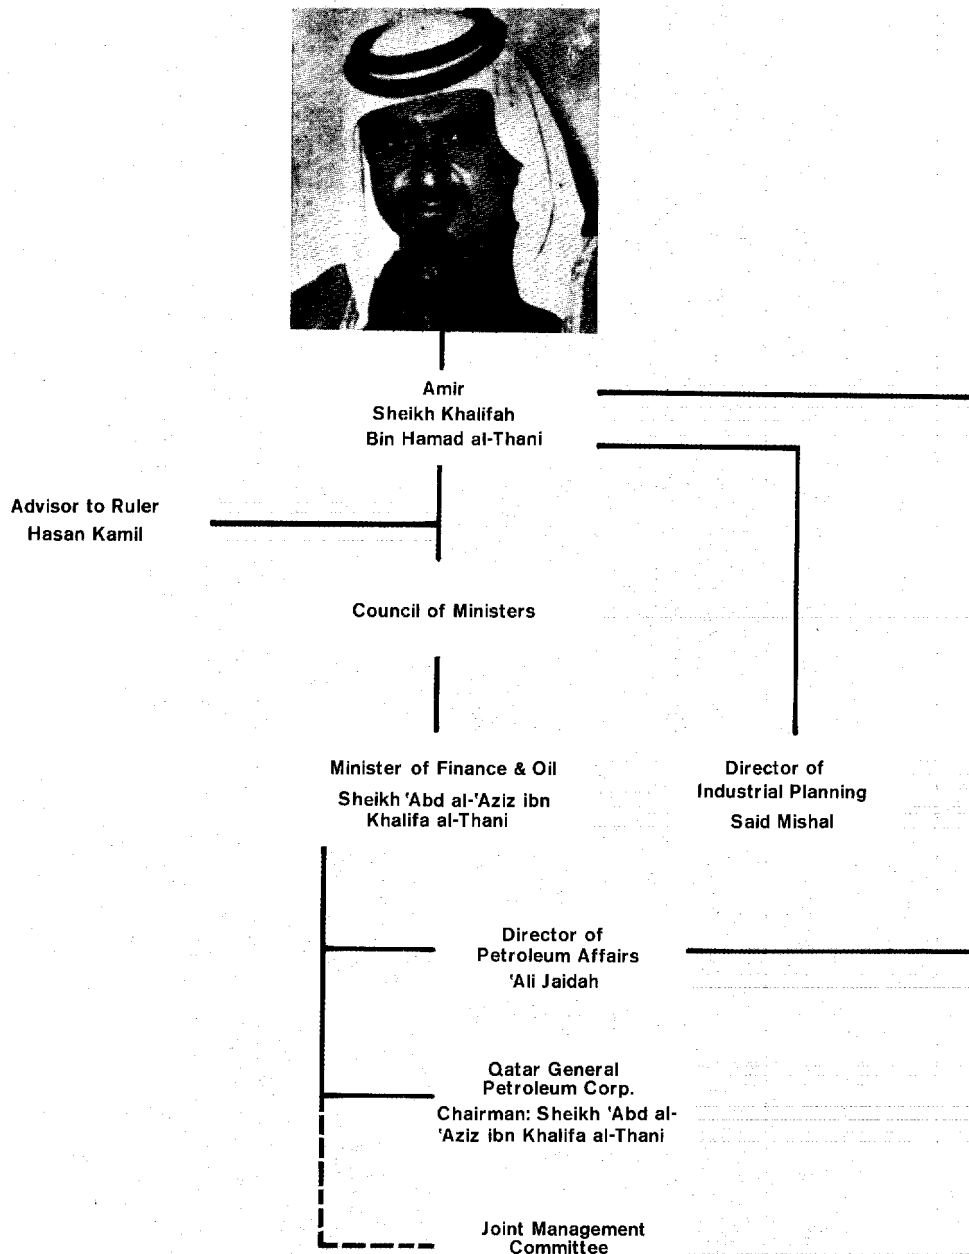 Amir
Sheikh Khalifah
Bin Hamad al-Thani
Advisor to Ruler
Hasan Kamil
Council of Ministers
Minister of Finance & Oil
Sheikh 'Abd al-'Aziz ibn
Khalifa al-Thani
Director of
Industrial Planning
Said Mishal
Director of
Petroleum Affairs
'Ali Jaidah
Qatar General
Petroleum Corp.
Chairman: Sheikh 'Abd al-
'Aziz ibn Khalifa al-Thani
Joint Management
Committee